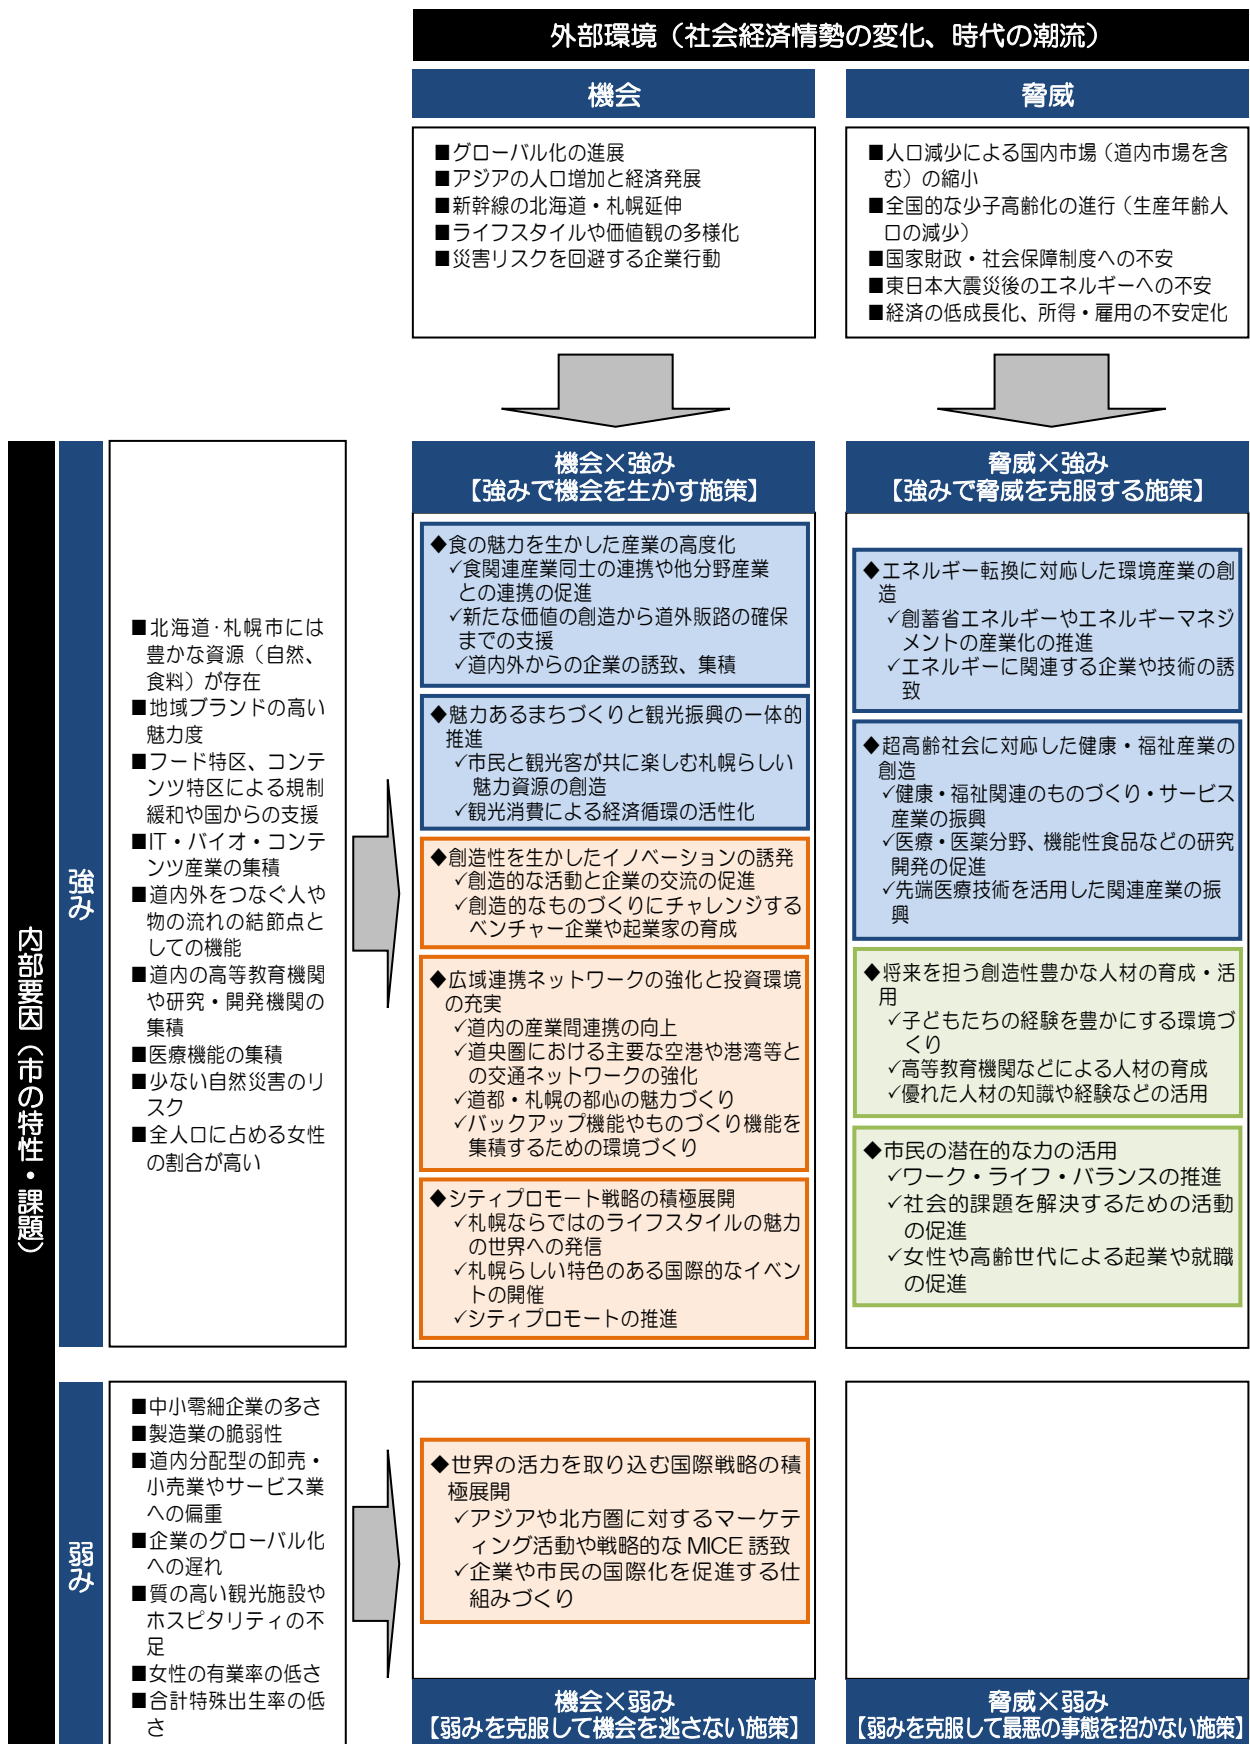 外部環境（社会経済情勢の変化、時代の潮流）
機会
■グローバル化の進展
■アジアの人口増加と経済発展
■新幹線の北海道・札幌延伸
■ライフスタイルや価値観の多様化
■災害リスクを回避する企業行動
脅威
■人口減少による国内市場（道内市場を含
む）の縮小
■全国的な少子高齢化の進行（生産年齢人
口の減少）
■国家財政・社会保障制度への不安
■東日本大震災後のエネルギーへの不安
■経済の低成長化、所得・雇用の不安定化
内部要因（市の特性・課題）
強み
■北海道・札幌市には
豊かな資源（自然、
食料）が存在
■地域ブランドの高い
魅力度
■フード特区、コンテ
ンツ特区による規制
緩和や国からの支援
■IT・バイオ・コンテ
ンツ産業の集積
■道内外をつなぐ人や
物の流れの結節点と
しての機能
■道内の高等教育機関
や研究・開発機関の
集積
■医療機能の集積
■少ない自然災害のリ
スク
■全人口に占める女性
の割合が高い
機会×強み
【強みで機会を生かす施策】
◆食の魅力を生かした産業の高度化
✓食関連産業同士の連携や他分野産業
との連携の促進
✓新たな価値の創造から道外販路の確保
までの支援
✓道内外からの企業の誘致、集積
◆魅力あるまちづくりと観光振興の一体的
推進
✓市民と観光客が共に楽しむ札幌らしい
魅力資源の創造
✓観光消費による経済循環の活性化
◆創造性を生かしたイノベーションの誘発
✓創造的な活動と企業の交流の促進
✓創造的なものづくりにチャレンジする
ベンチャー企業や起業家の育成
◆広域連携ネットワークの強化と投資環境
の充実
✓道内の産業間連携の向上
✓道央圏における主要な空港や港湾等と
の交通ネットワークの強化
✓道都・札幌の都心の魅力づくり
✓バックアップ機能やものづくり機能を
集積するための環境づくり
◆シティプロモート戦略の積極展開
✓札幌ならではのライフスタイルの魅力
の世界への発信
✓札幌らしい特色のある国際的なイベン
トの開催
✓シティプロモートの推進
脅威×強み
【強みで脅威を克服する施策】
◆エネルギー転換に対応した環境産業の創
造
✓創蓄省エネルギーやエネルギーマネジ
メントの産業化の推進
✓エネルギーに関連する企業や技術の誘
致
◆超高齢社会に対応した健康・福祉産業の
創造
✓健康・福祉関連のものづくり・サービス
産業の振興
✓医療・医薬分野、機能性食品などの研究
開発の促進
✓先端医療技術を活用した関連産業の振
興
◆将来を担う創造性豊かな人材の育成・活
用
✓子どもたちの経験を豊かにする環境づ
くり
✓高等教育機関などによる人材の育成
✓優れた人材の知識や経験などの活用
◆市民の潜在的な力の活用
✓ワーク・ライフ・バランスの推進
✓社会的課題を解決するための活動
の促進
✓女性や高齢世代による起業や就職
の促進
弱み
■中小零細企業の多さ
■製造業の脆弱性
■道内分配型の卸売・
小売業やサービス業
への偏重
■企業のグローバル化
への遅れ
■質の高い観光施設や
ホスピタリティの不
足
■女性の有業率の低さ
■合計特殊出生率の低
さ
◆世界の活力を取り込む国際戦略の積
極展開
✓アジアや北方圏に対するマーケテ
ィング活動や戦略的な MICE 誘致
✓企業や市民の国際化を促進する仕
組みづくり
機会×弱み
【弱みを克服して機会を逃さない施策】
脅威×弱み
【弱みを克服して最悪の事態を招かない施策】